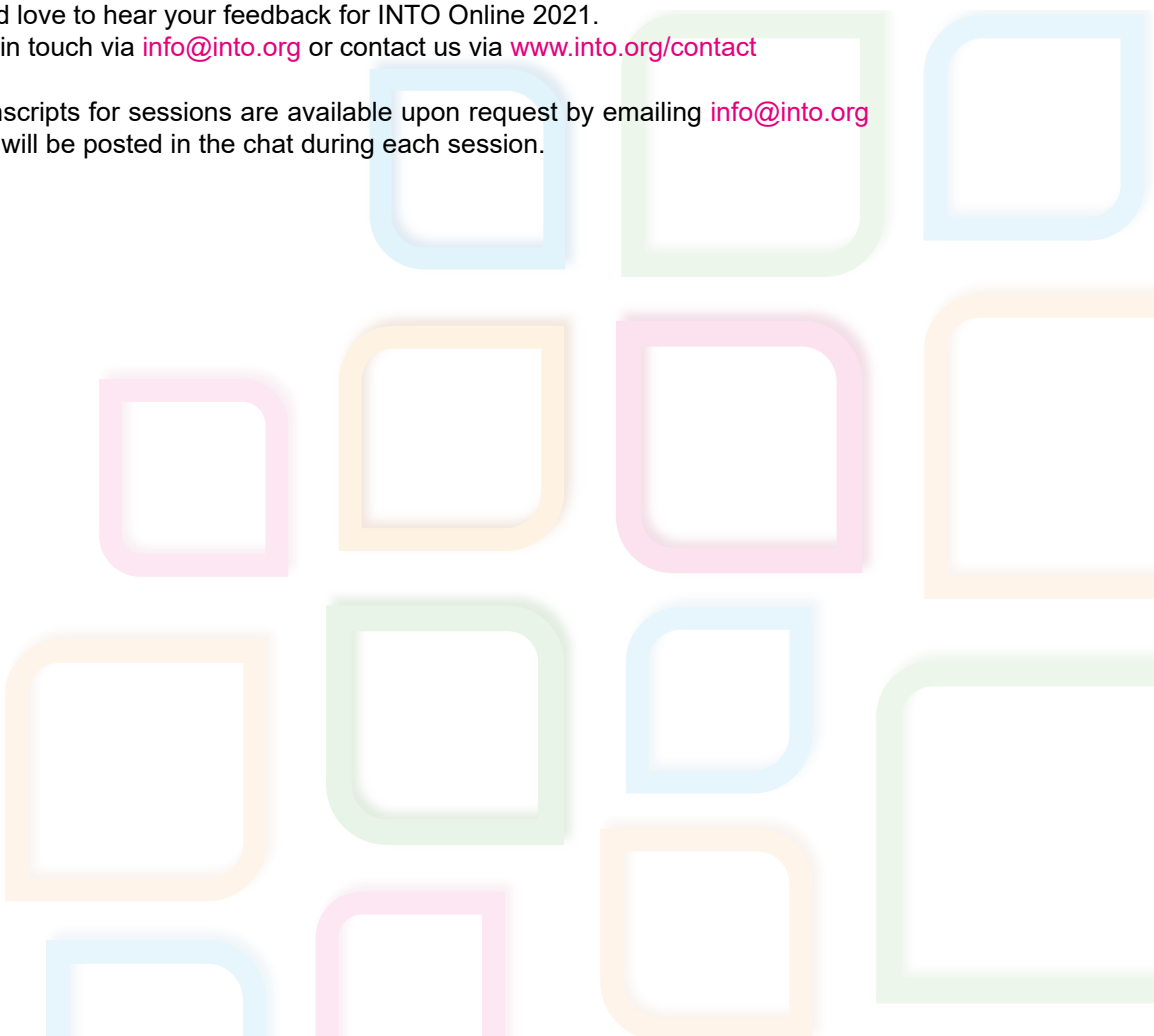 love to hear your feedback for INTO Online 2021.
in touch via info@into.org or contact us via www.into.org/contact
for sessions are available upon request by emailing info@into.org
will be posted in the chat during each session.